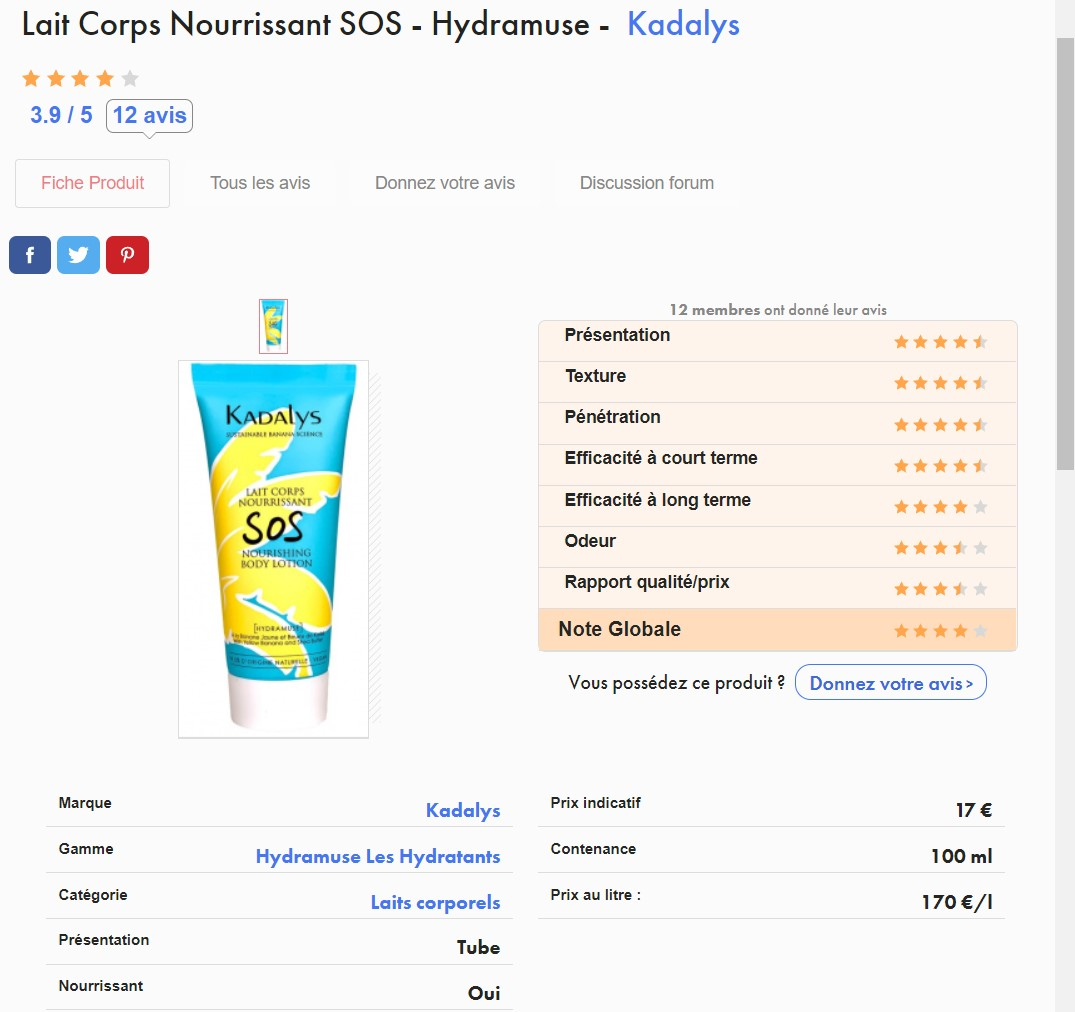 Lait Corps Nourrissant SOS - Hydramuse - Kadalys
3.9 / 5 12 avis
Fiche Produit Tous les avis Donnez votre avis Discussion forum
KADALYS
SUSTAINABLE BANANA SCIENCE
LAIT CORPS
NOURRISSANT
SOS
NOURISHING
BODY LOTION
[HYDRAMUSE]
12 membres ont donné leur avis
Présentation
Texture
Pénétration
Efficacité à court terme
Efficacité à long terme
Odeur
Rapport qualité/prix
Note Globale
Vous possédez ce produit ? Donnez votre avis >
Marque Kadalys
Gamme Hydramuse Les Hydratants
Catégorie Laits corporels
Présentation Tube
Nourrissant Oui
Prix indicatif 17 €
Contenance 100 ml
Prix au litre : 170 €/l